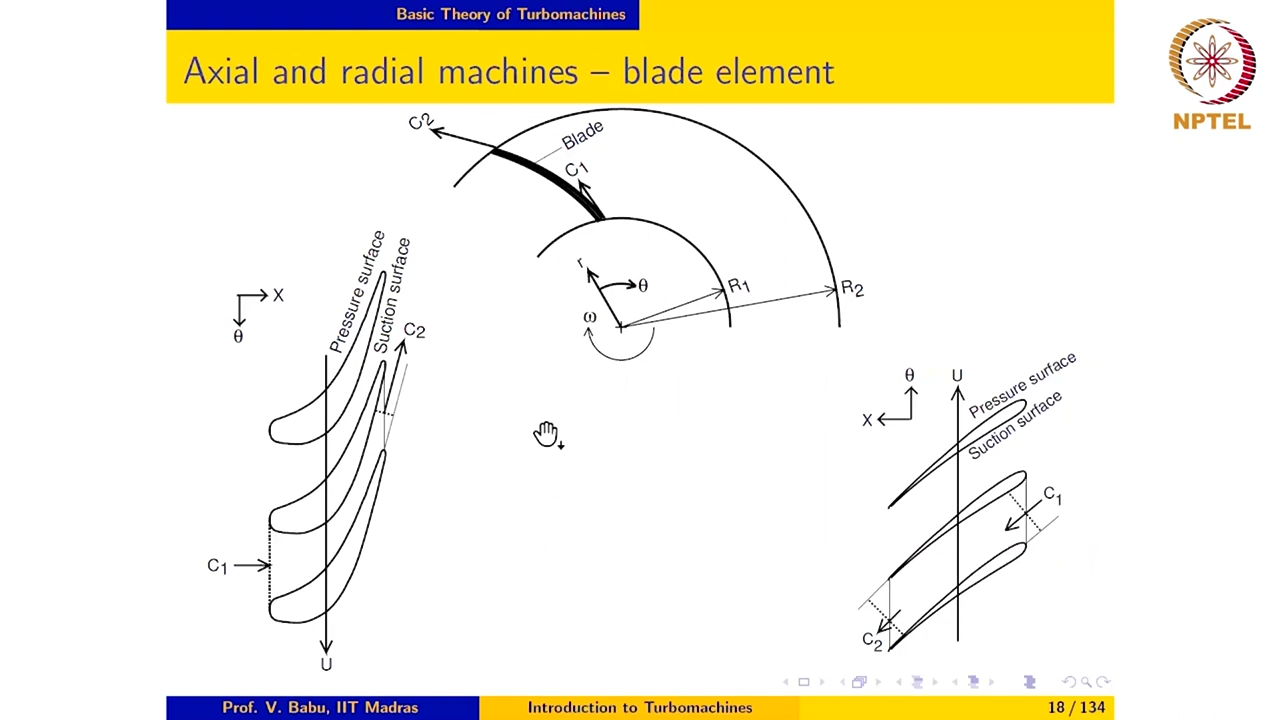 Basic Theory of Turbomachines
Axial and radial machines – blade element
NPTEL
C2
Blade
C1
r
θ
R1
R2
ω
X
θ
Pressure surface
Suction surface
C2
C1
U
θ
U
X
Pressure surface
Suction surface
C1
C2
Prof. V. Babu, IIT Madras
Introduction to Turbomachines
18 / 134